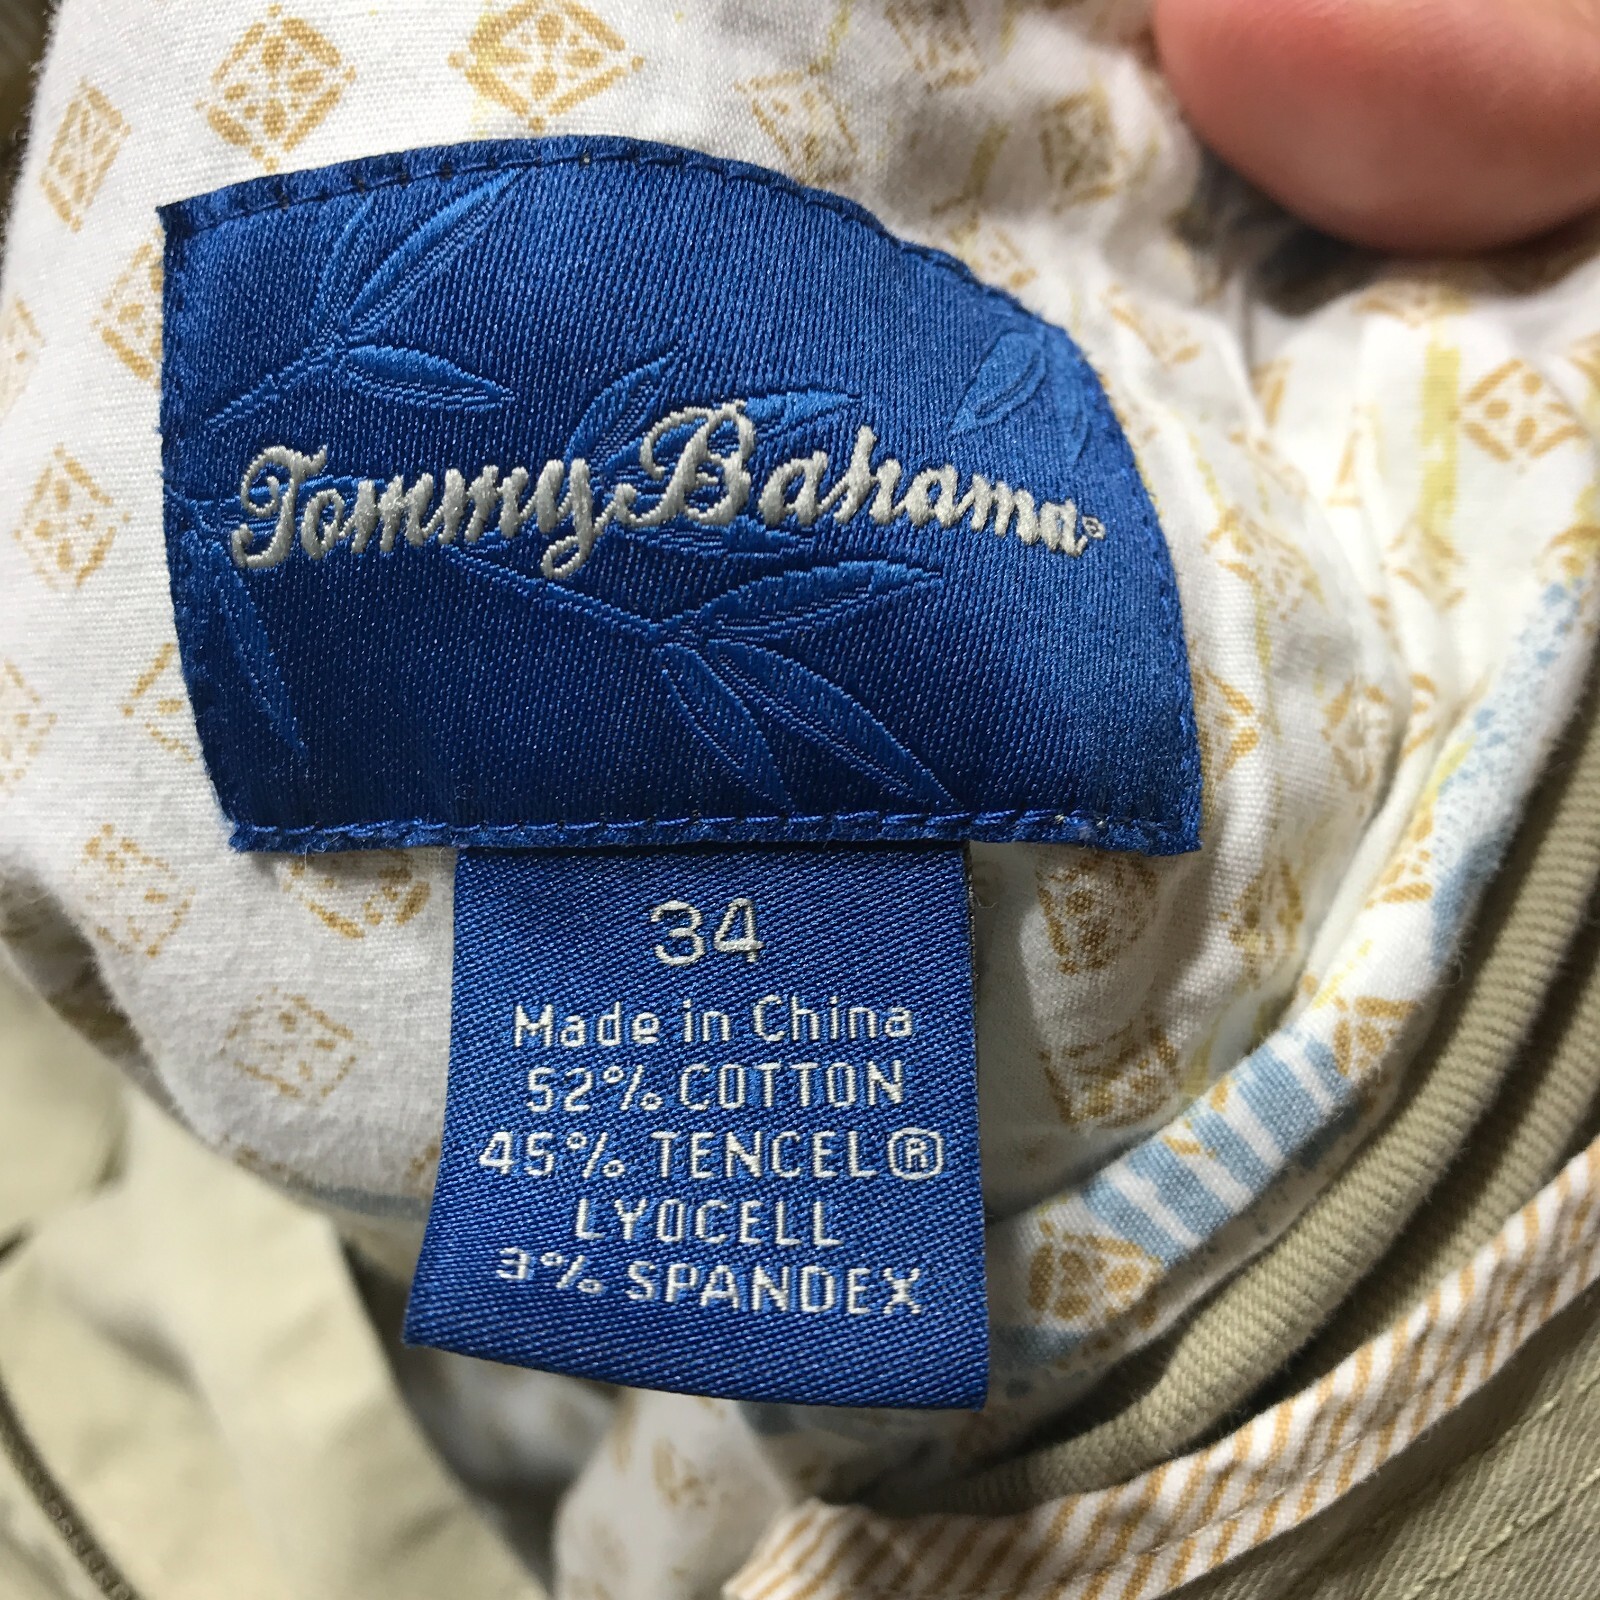 Tommy Bahama®
34
Made in China
52% COTTON
45% TENCEL®
LYOCELL
3% SPANDEX